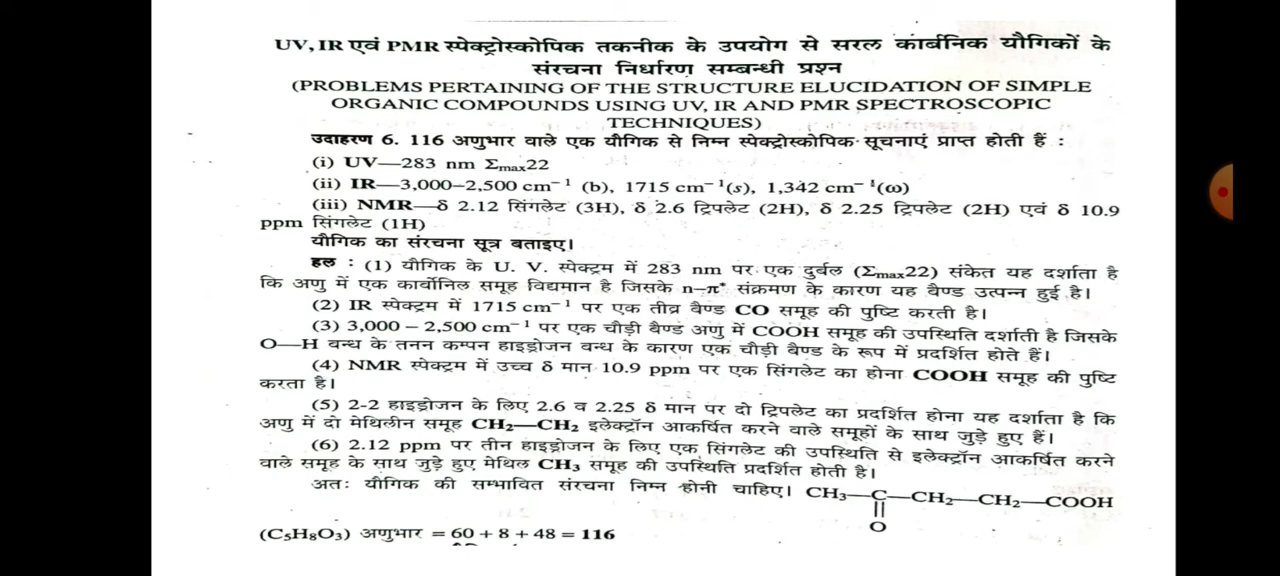 UV, IR एवं PMR स्पेक्ट्रोस्कोपिक तकनीक के उपयोग से सरल कार्बनिक यौगिकों के
संरचना निर्धारण सम्बन्धी प्रश्न
(PROBLEMS PERTAINING OF THE STRUCTURE ELUCIDATION OF SIMPLE
ORGANIC COMPOUNDS USING UV, IR AND PMR SPECTROSCOPIC
TECHNIQUES)
उदाहरण 6. 116 अणुभार वाले एक यौगिक से निम्न स्पेक्ट्रोस्कोपिक सूचनाएं प्राप्त होती हैं :
(i) UV—283 nm Σmax22
(ii) IR—3,000–2,500 cm⁻¹ (b), 1715 cm⁻¹(s), 1,342 cm⁻¹(ω)
(iii) NMR—δ 2.12 सिंगलेट (3H), δ 2.6 ट्रिपलेट (2H), δ 2.25 ट्रिपलेट (2H) एवं δ 10.9
ppm सिंगलेट (1H)
यौगिक का संरचना सूत्र बताइए।
हल : (1) यौगिक के U. V. स्पेक्ट्रम में 283 nm पर एक दुर्बल (Σmax22) संकेत यह दर्शाता है
कि अणु में एक कार्बोनिल समूह विद्यमान है जिसके n–π* संक्रमण के कारण यह बैण्ड उत्पन्न हुई है।
(2) IR स्पेक्ट्रम में 1715 cm⁻¹ पर एक तीव्र बैण्ड CO समूह की पुष्टि करती है।
(3) 3,000 – 2,500 cm⁻¹ पर एक चौड़ी बैण्ड अणु में COOH समूह की उपस्थिति दर्शाती है जिसके
O—H बन्ध के तनन कम्पन हाइड्रोजन बन्ध के कारण एक चौड़ी बैण्ड के रूप में प्रदर्शित होते हैं।
(4) NMR स्पेक्ट्रम में उच्च δ मान 10.9 ppm पर एक सिंगलेट का होना COOH समूह की पुष्टि
करता है।
(5) 2-2 हाइड्रोजन के लिए 2.6 व 2.25 δ मान पर दो ट्रिपलेट का प्रदर्शित होना यह दर्शाता है कि
अणु में दो मेथिलीन समूह CH₂—CH₂ इलेक्ट्रॉन आकर्षित करने वाले समूहों के साथ जुड़े हुए हैं।
(6) 2.12 ppm पर तीन हाइड्रोजन के लिए एक सिंगलेट की उपस्थिति से इलेक्ट्रॉन आकर्षित करने
वाले समूह के साथ जुड़े हुए मेथिल CH₃ समूह की उपस्थिति प्रदर्शित होती है।
अतः यौगिक की सम्भावित संरचना निम्न होनी चाहिए। CH₃—C—CH₂—CH₂—COOH
||
O
(C₅H₈O₃) अणुभार = 60 + 8 + 48 = 116